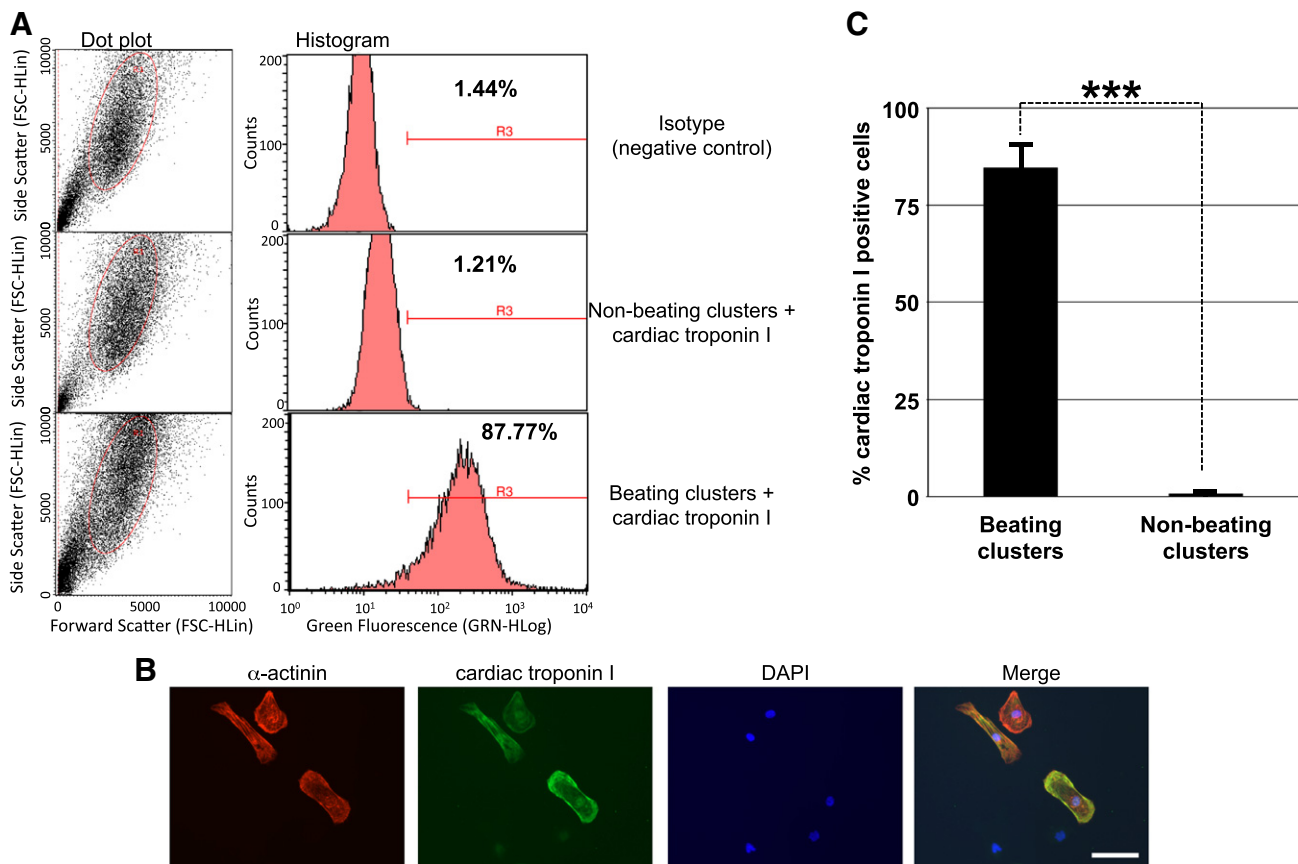 A
Dot plot
Histogram
Side Scatter (FSC-HLin)
10000
5000
0
Counts
200
100
0
1.44%
R3
Isotype
(negative control)
Side Scatter (FSC-HLin)
10000
5000
0
Counts
200
100
0
1.21%
R3
Non-beating clusters +
cardiac troponin I
Side Scatter (FSC-HLin)
10000
5000
0
Counts
200
100
0
87.77%
R3
Beating clusters +
cardiac troponin I
0 5000 10000
Forward Scatter (FSC-HLin)
10⁰ 10¹ 10² 10³ 10⁴
Green Fluorescence (GRN-HLog)
C
***
% cardiac troponin I positive cells
100
75
50
25
0
Beating
clusters
Non-beating
clusters
B
α-actinin
cardiac troponin I
DAPI
Merge